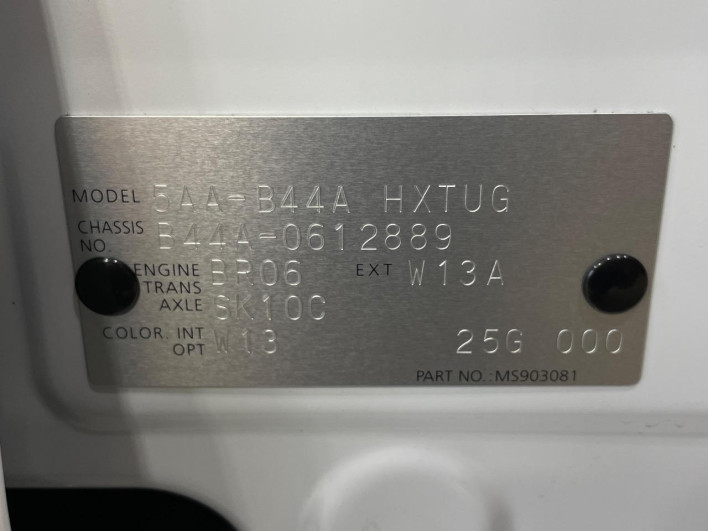 MODEL 5AA-B44A HXTUG
CHASSIS NO. B44A-0612889
ENGINE BR06 EXT W13A
TRANS AXLE SK10C
COLOR. INT W13
OPT 25G 000
PART NO.:MS903081